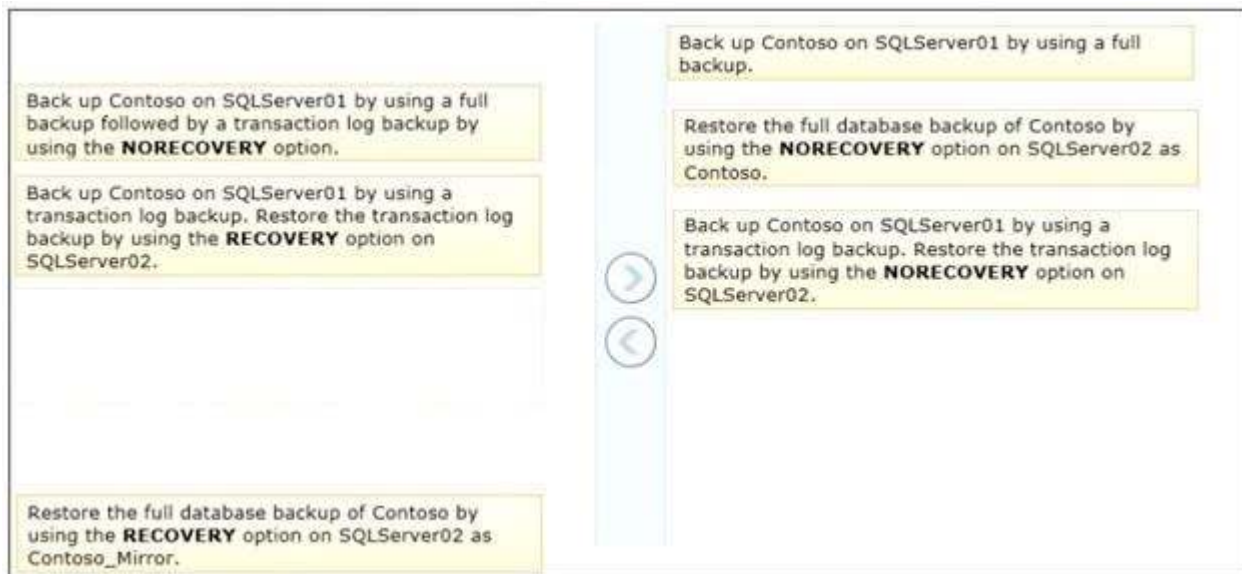 Back up Contoso on SQLServer01 by using a full
backup followed by a transaction log backup by
using the NORECOVERY option.
Back up Contoso on SQLServer01 by using a
transaction log backup. Restore the transaction log
backup by using the RECOVERY option on
SQLServer02.
Restore the full database backup of Contoso by
using the RECOVERY option on SQLServer02 as
Contoso_Mirror.
Back up Contoso on SQLServer01 by using a full
backup.
Restore the full database backup of Contoso by
using the NORECOVERY option on SQLServer02 as
Contoso.
Back up Contoso on SQLServer01 by using a
transaction log backup. Restore the transaction log
backup by using the NORECOVERY option on
SQLServer02.